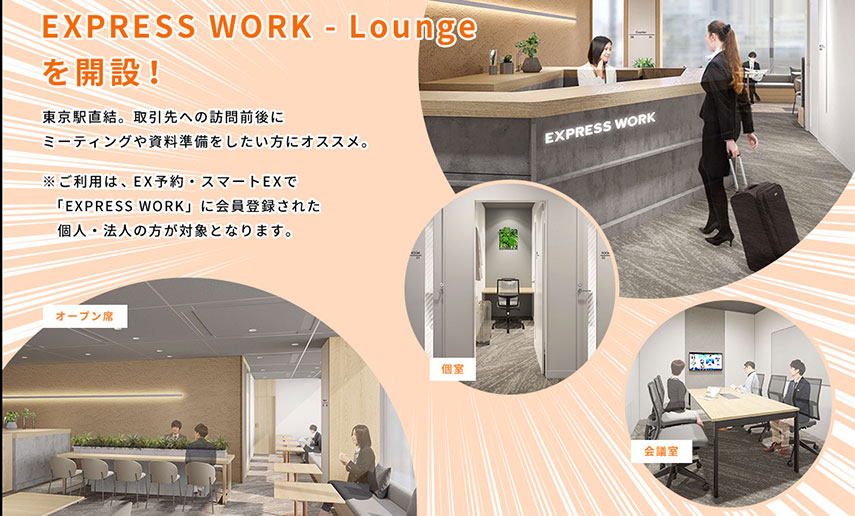 EXPRESS WORK - Lounge
を開設！
東京駅直結。取引先への訪問前後に
ミーティングや資料準備をしたい方にオススメ。
※ご利用は、EX予約・スマートEXで
「EXPRESS WORK」に会員登録された
個人・法人の方が対象となります。
EXPRESS WORK
オープン席
個室
会議室